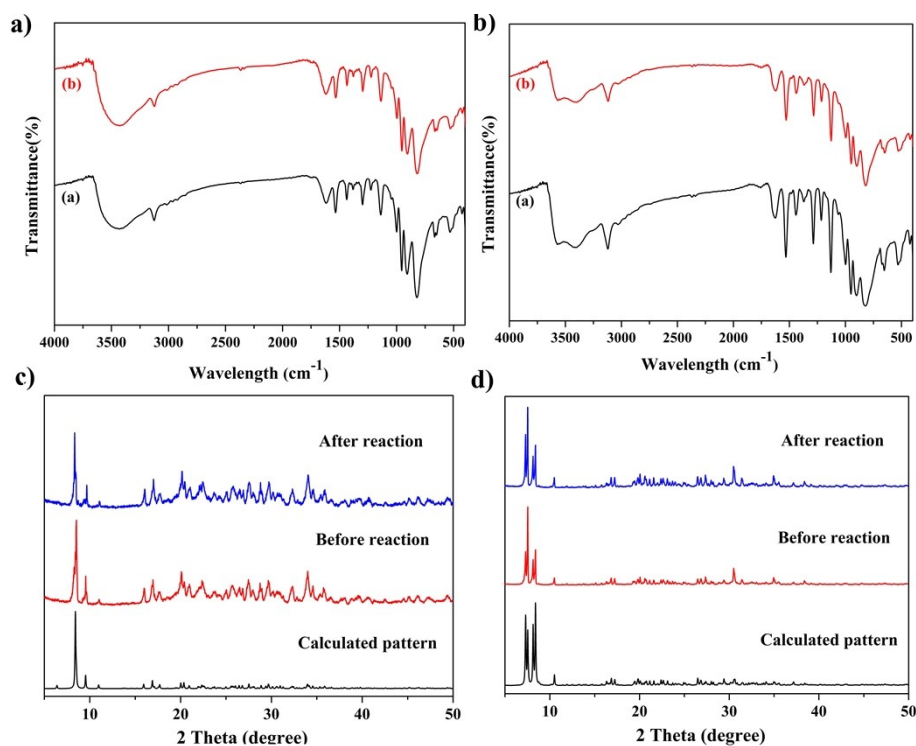 a)
(b)
(a)
Transmittance(%)
4000 3500 3000 2500 2000 1500 1000 500
Wavelength (cm-1)
b)
(b)
(a)
Transmittance(%)
4000 3500 3000 2500 2000 1500 1000 500
Wavelength (cm-1)
c)
After reaction
Before reaction
Calculated pattern
10 20 30 40 50
2 Theta (degree)
d)
After reaction
Before reaction
Calculated pattern
10 20 30 40 50
2 Theta (degree)